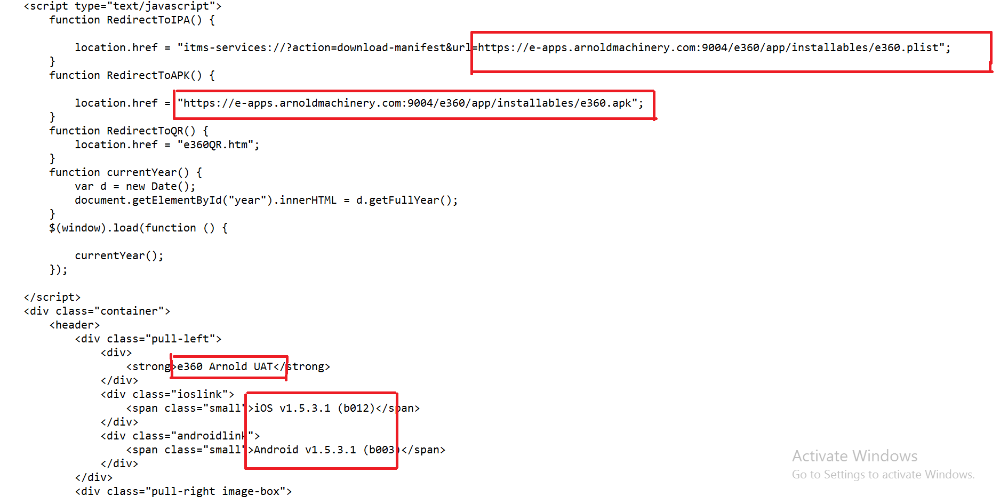 <script type="text/javascript">
function RedirectToIPA() {
location.href = "itms-services://?action=download-manifest&url=https://e-apps.arnoldmachinery.com:9004/e360/app/installables/e360.plist";
}
function RedirectToAPK() {
location.href = "https://e-apps.arnoldmachinery.com:9004/e360/app/installables/e360.apk";
}
function RedirectToQR() {
location.href = "e360QR.htm";
}
function currentYear() {
var d = new Date();
document.getElementById("year").innerHTML = d.getFullYear();
}
$(window).load(function () {
currentYear();
});
</script>
<div class="container">
<header>
<div class="pull-left">
<div>
<strong>e360 Arnold UAT</strong>
</div>
<div class="ioslink">
<span class="small">iOS v1.5.3.1 (b012)</span>
</div>
<div class="androidlink">
<span class="small">Android v1.5.3.1 (b003)</span>
</div>
</div>
<div class="pull-right image-box">
Activate Windows
Go to Settings to activate Windows.